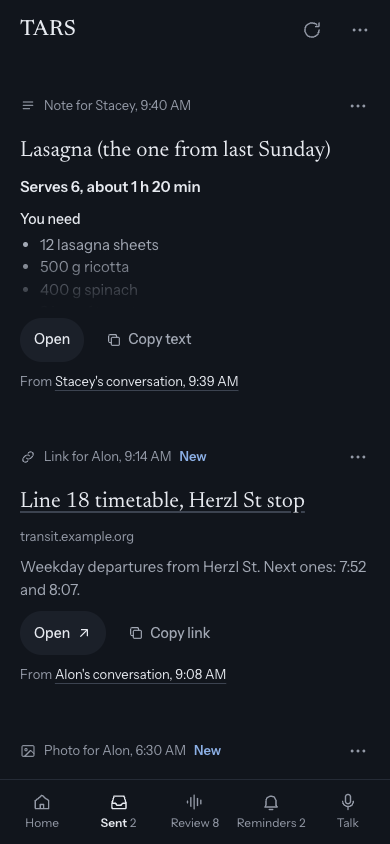 TARS
Note for Stacey, 9:40 AM
Lasagna (the one from last Sunday)
Serves 6, about 1 h 20 min
You need
• 12 lasagna sheets
• 500 g ricotta
• 400 g spinach
Open
Copy text
From Stacey's conversation, 9:39 AM
Link for Alon, 9:14 AM New
Line 18 timetable, Herzl St stop
transit.example.org
Weekday departures from Herzl St. Next ones: 7:52
and 8:07.
Open
Copy link
From Alon's conversation, 9:08 AM
Photo for Alon, 6:30 AM New
Home
Sent 2
Review 8
Reminders 2
Talk